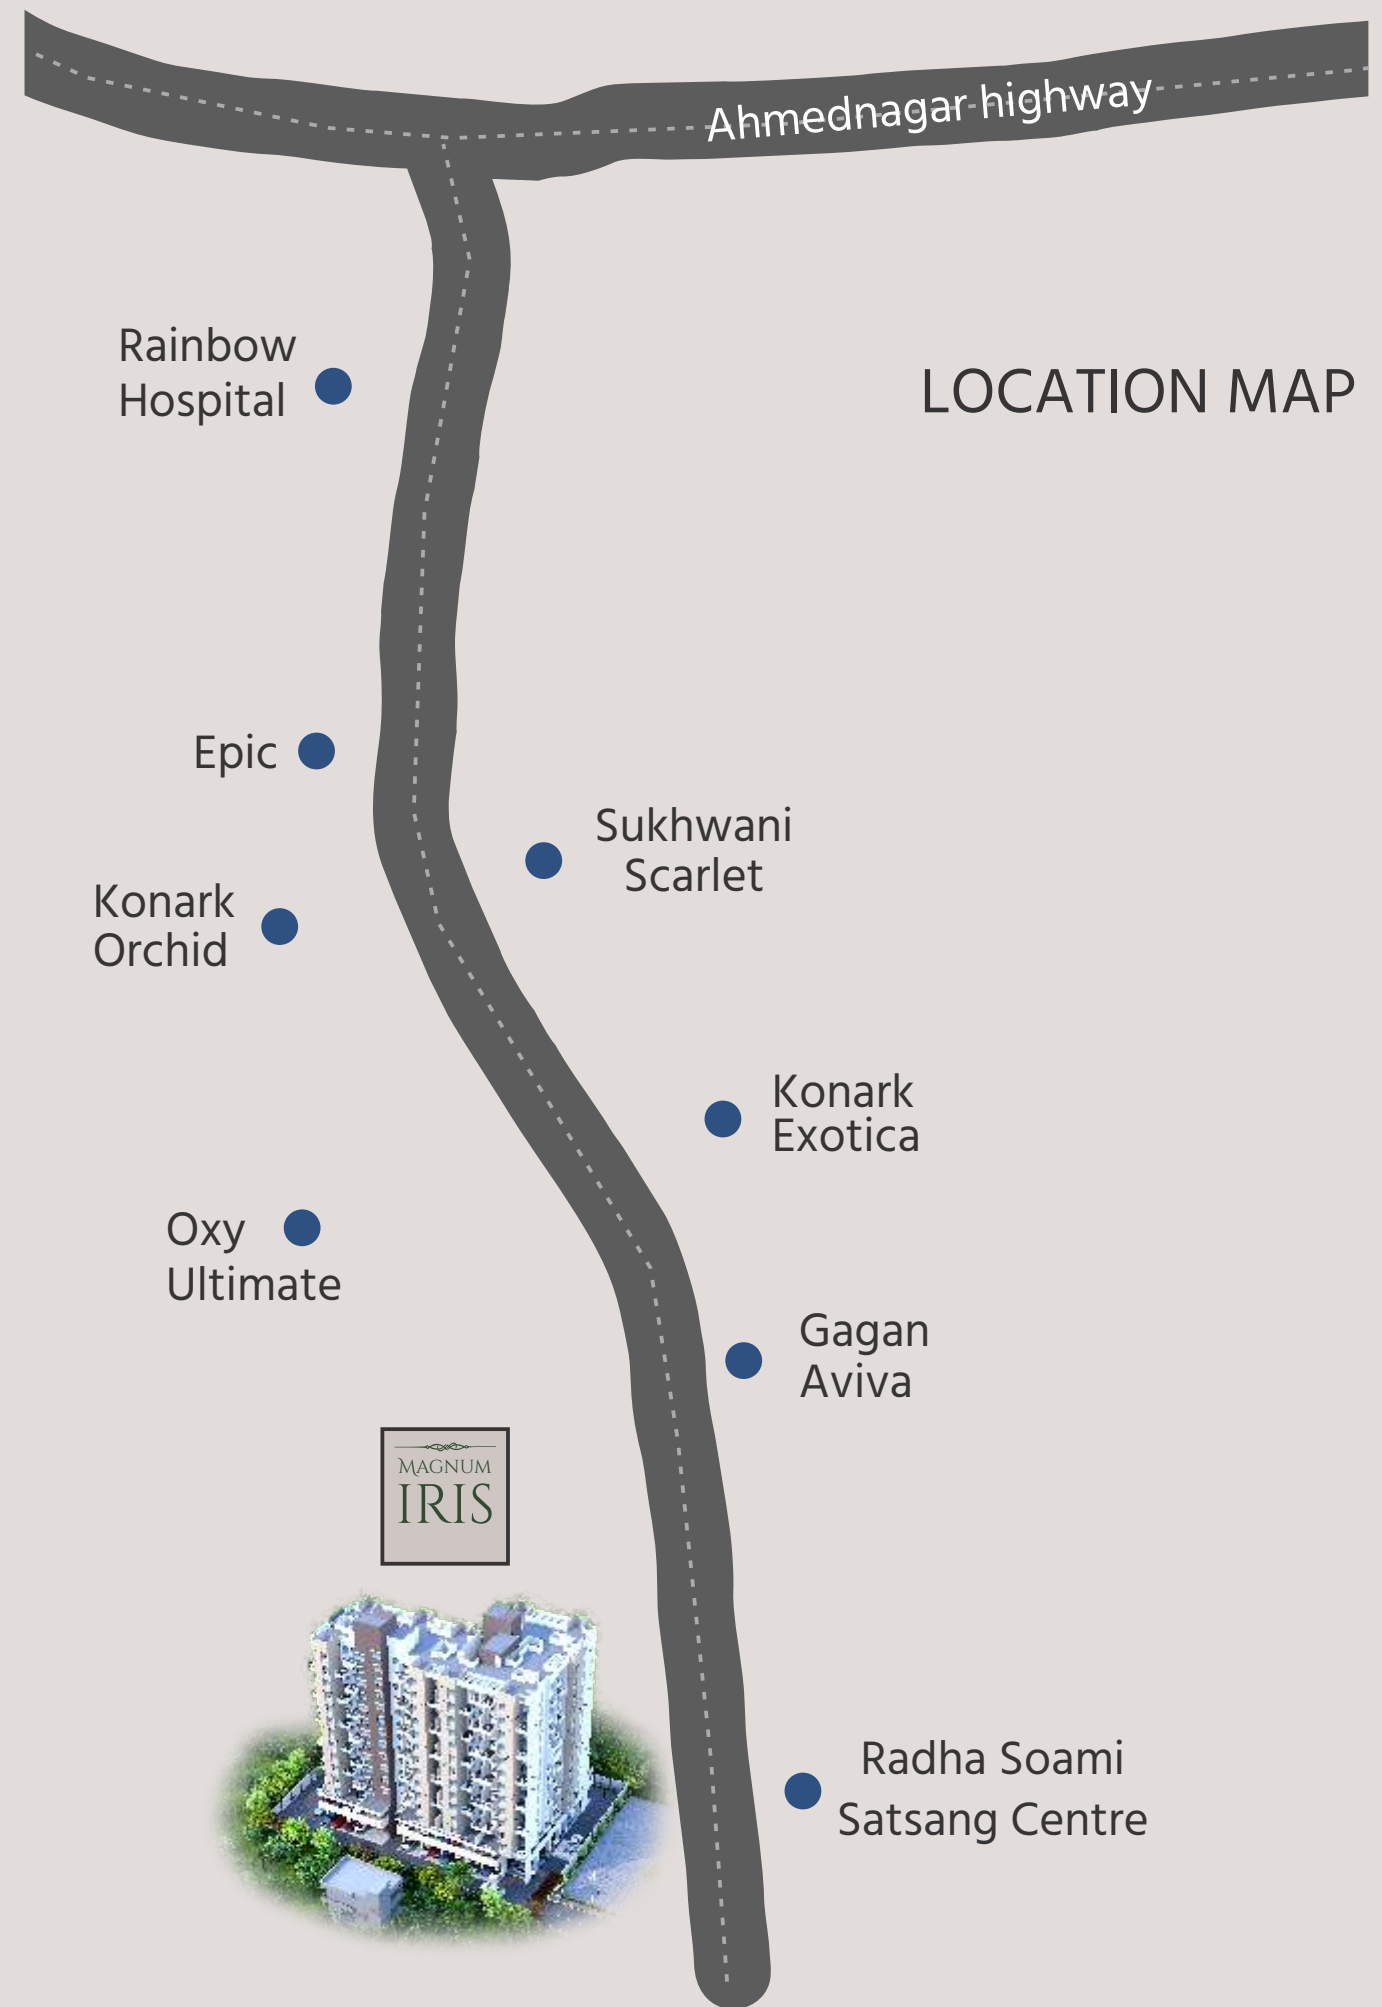 Ahmednagar highway
Rainbow
Hospital
LOCATION MAP
Epic
Sukhwani
Scarlet
Konark
Orchid
Konark
Exotica
Oxy
Ultimate
Gagan
Aviva
MAGNUM
IRIS
Radha Soami
Satsang Centre